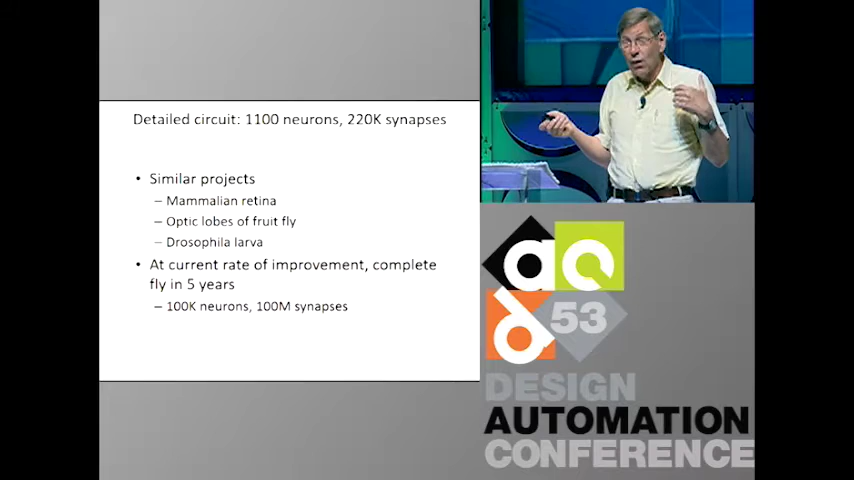 Detailed circuit: 1100 neurons, 220K synapses
• Similar projects
– Mammalian retina
– Optic lobes of fruit fly
– Drosophila larva
• At current rate of improvement, complete
fly in 5 years
– 100K neurons, 100M synapses
dac
53
DESIGN
AUTOMATION
CONFERENCE